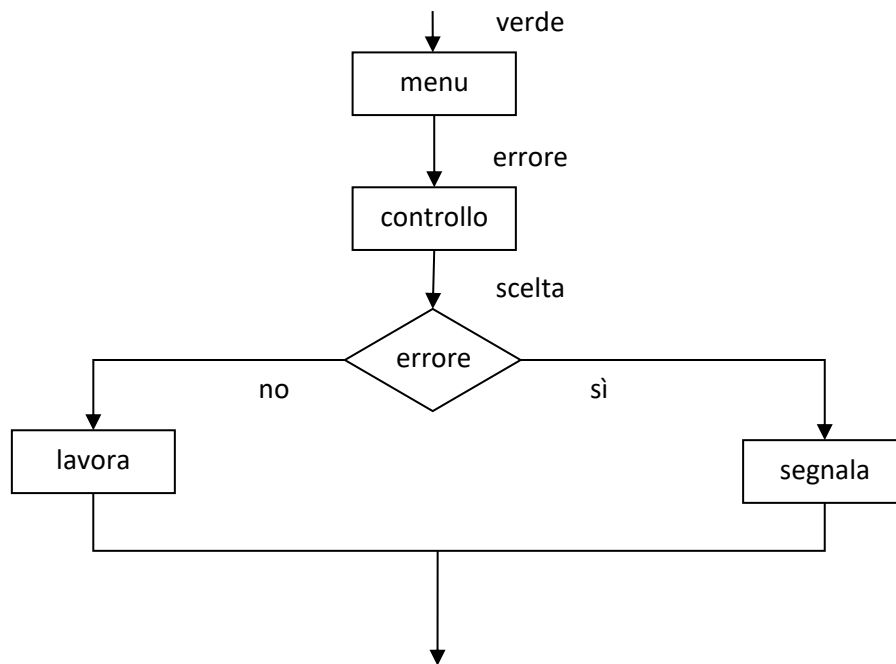 verde
menu
errore
controllo
scelta
errore
no
sì
lavora
segnala